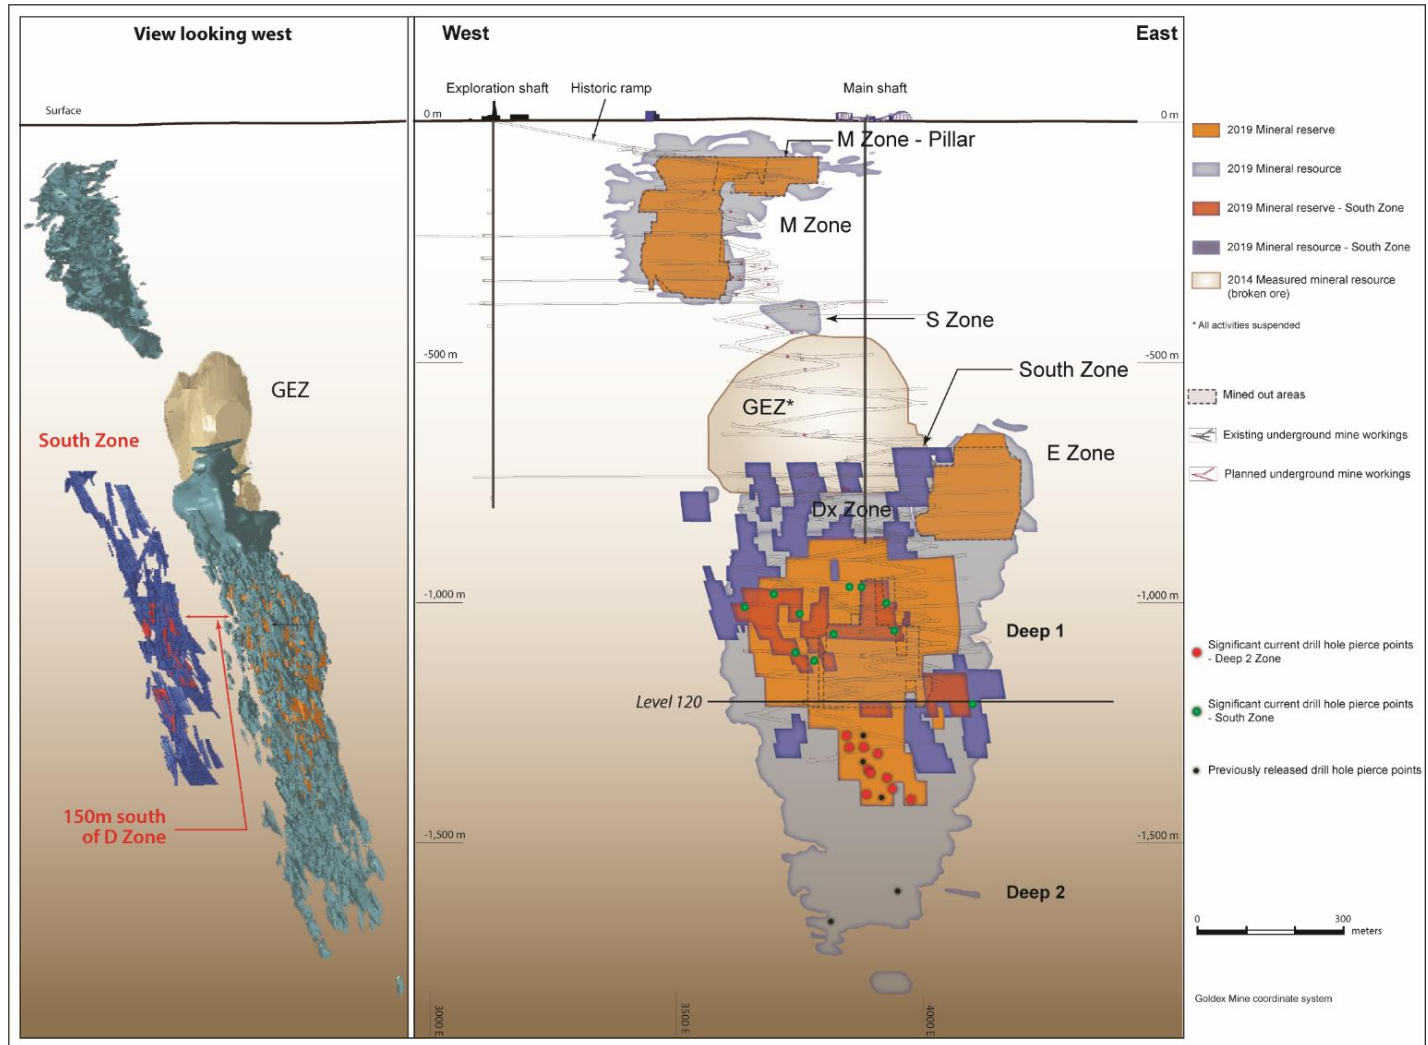 View looking west
Surface
GEZ
South Zone
150m south
of D Zone
West
East
Exploration shaft
Historic ramp
Main shaft
0 m
0 m
M Zone - Pillar
M Zone
S Zone
-500 m
-500 m
South Zone
GEZ*
E Zone
Dx Zone
-1,000 m
-1,000 m
Deep 1
Level 120
-1,500 m
-1,500 m
Deep 2
3000 E
3500 E
4000 E
2019 Mineral reserve
2019 Mineral resource
2019 Mineral reserve - South Zone
2019 Mineral resource - South Zone
2014 Measured mineral resource
(broken ore)
* All activities suspended
Mined out areas
Existing underground mine workings
Planned underground mine workings
Significant current drill hole pierce points
- Deep 2 Zone
Significant current drill hole pierce points
- South Zone
Previously released drill hole pierce points
0
300
meters
Goldex Mine coordinate system